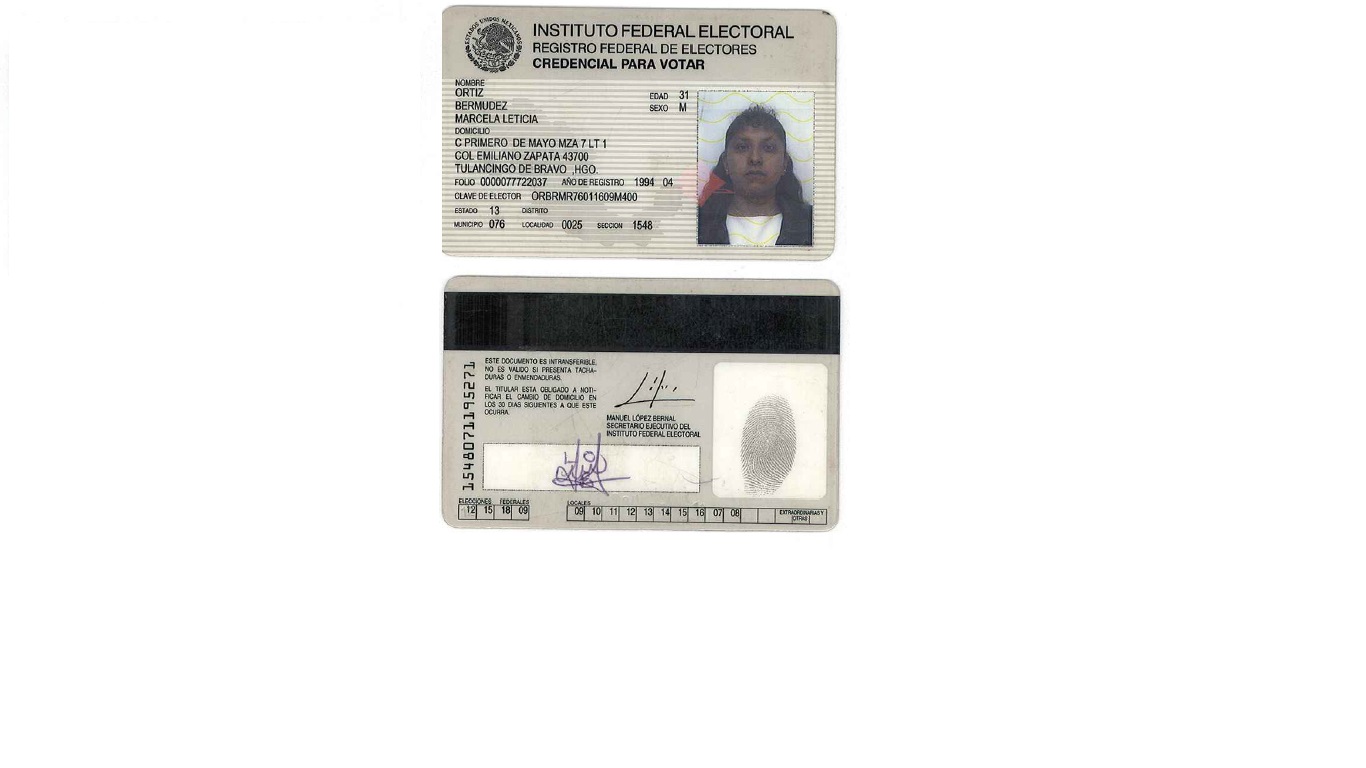 ESTADOS UNIDOS MEXICANOS
INSTITUTO FEDERAL ELECTORAL
REGISTRO FEDERAL DE ELECTORES
CREDENCIAL PARA VOTAR
NOMBRE
ORTIZ
BERMUDEZ
MARCELA LETICIA
EDAD 31
SEXO M
DOMICILIO
C PRIMERO DE MAYO MZA 7 LT 1
COL EMILIANO ZAPATA 43700
TULANCINGO DE BRAVO ,HGO.
FOLIO 0000077722037 AÑO DE REGISTRO 1994 04
CLAVE DE ELECTOR ORBRMR76011609M400
ESTADO 13 DISTRITO
MUNICIPIO 076 LOCALIDAD 0025 SECCION 1548
ESTE DOCUMENTO ES INTRANSFERIBLE.
NO ES VALIDO SI PRESENTA TACHA-
DURAS O ENMENDADURAS.
EL TITULAR ESTA OBLIGADO A NOTI-
FICAR EL CAMBIO DE DOMICILIO EN
LOS 30 DIAS SIGUIENTES A QUE ESTE
OCURRA.
MANUEL LÓPEZ BERNAL
SECRETARIO EJECUTIVO DEL
INSTITUTO FEDERAL ELECTORAL
ELECCIONES FEDERALES
12 15 18 09
LOCALES
09 10 11 12 13 14 15 16 07 08
EXTRAORDINARIAS Y
OTRAS